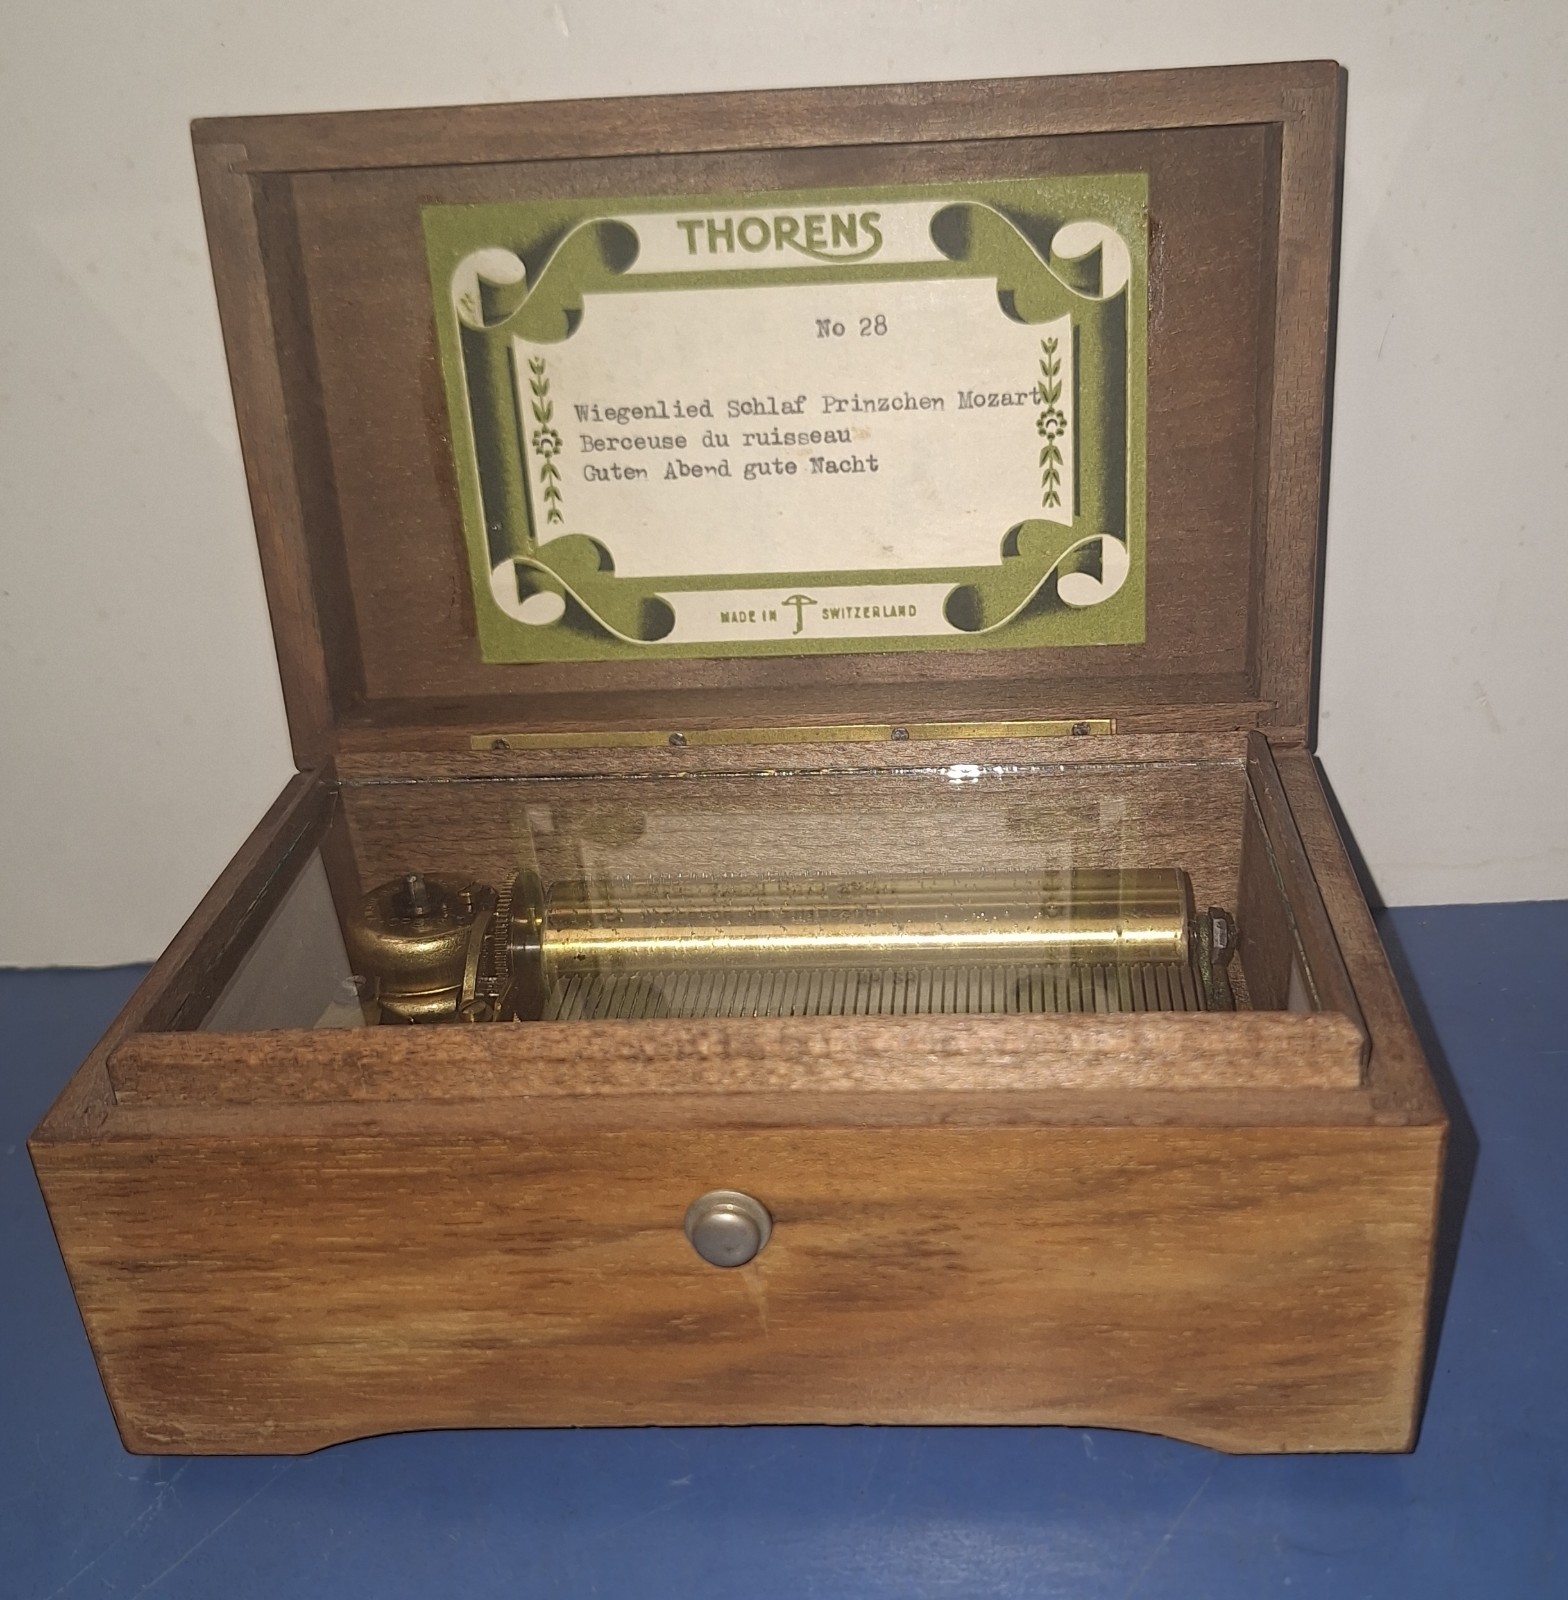 THORENS
No 28
Wiegenlied Schlaf Prinzchen Mozart
Berceuse du ruisseau
Guten Abend gute Nacht
MADE IN SWITZERLAND